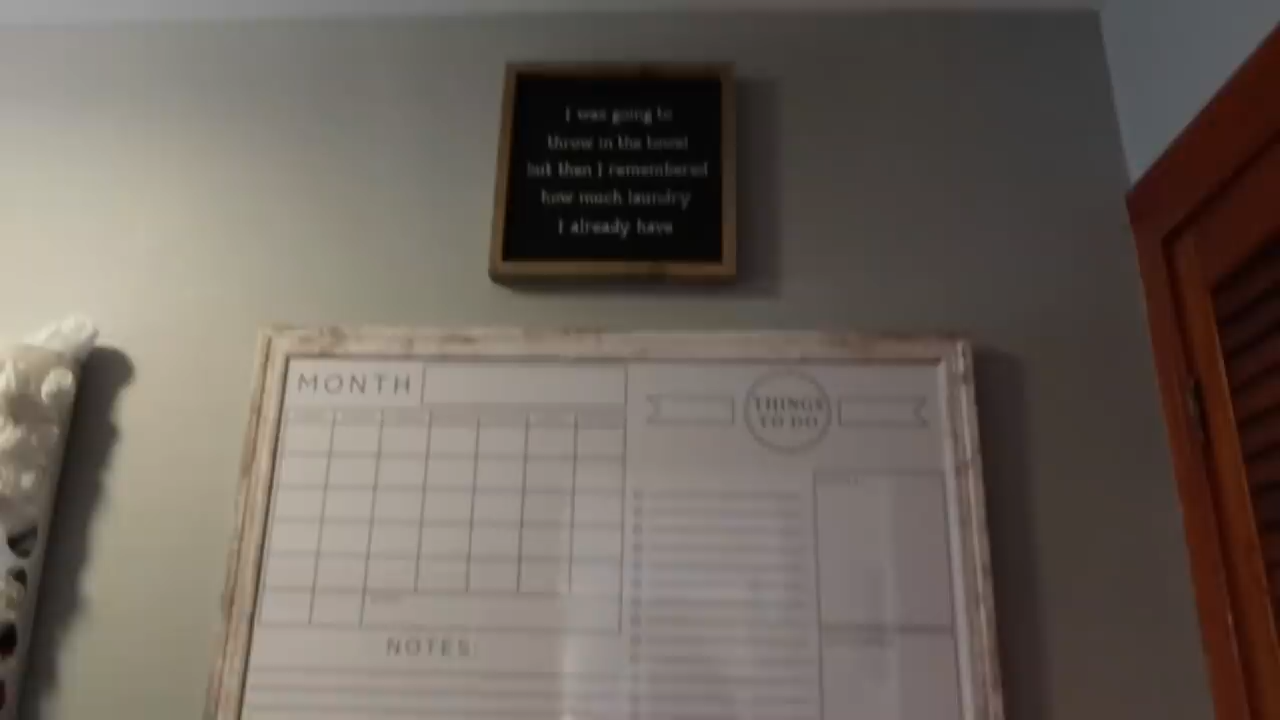 I was going to
throw in the towel
but then I remembered
how much laundry
I already have
MONTH
THINGS
TO DO
NOTES: